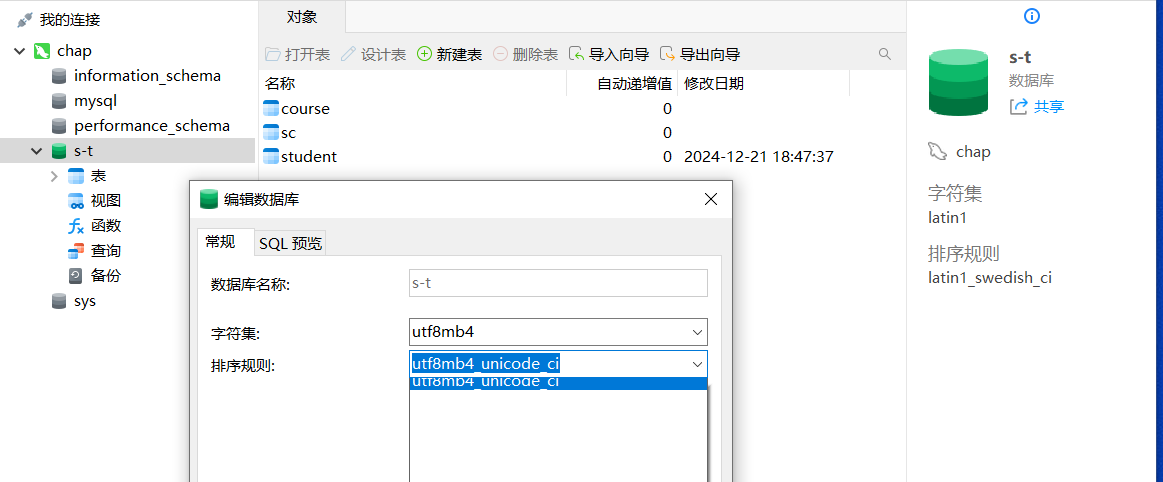 我的连接
chap
information_schema
mysql
performance_schema
s-t
表
视图
函数
查询
备份
sys
对象
打开表 设计表 新建表 删除表 导入向导 导出向导
名称 自动递增值 修改日期
course 0
sc 0
student 0 2024-12-21 18:47:37
编辑数据库
常规 SQL 预览
数据库名称: s-t
字符集: utf8mb4
排序规则: utf8mb4_unicode_ci
utf8mb4_unicode_ci
s-t
数据库
共享
chap
字符集
latin1
排序规则
latin1_swedish_ci